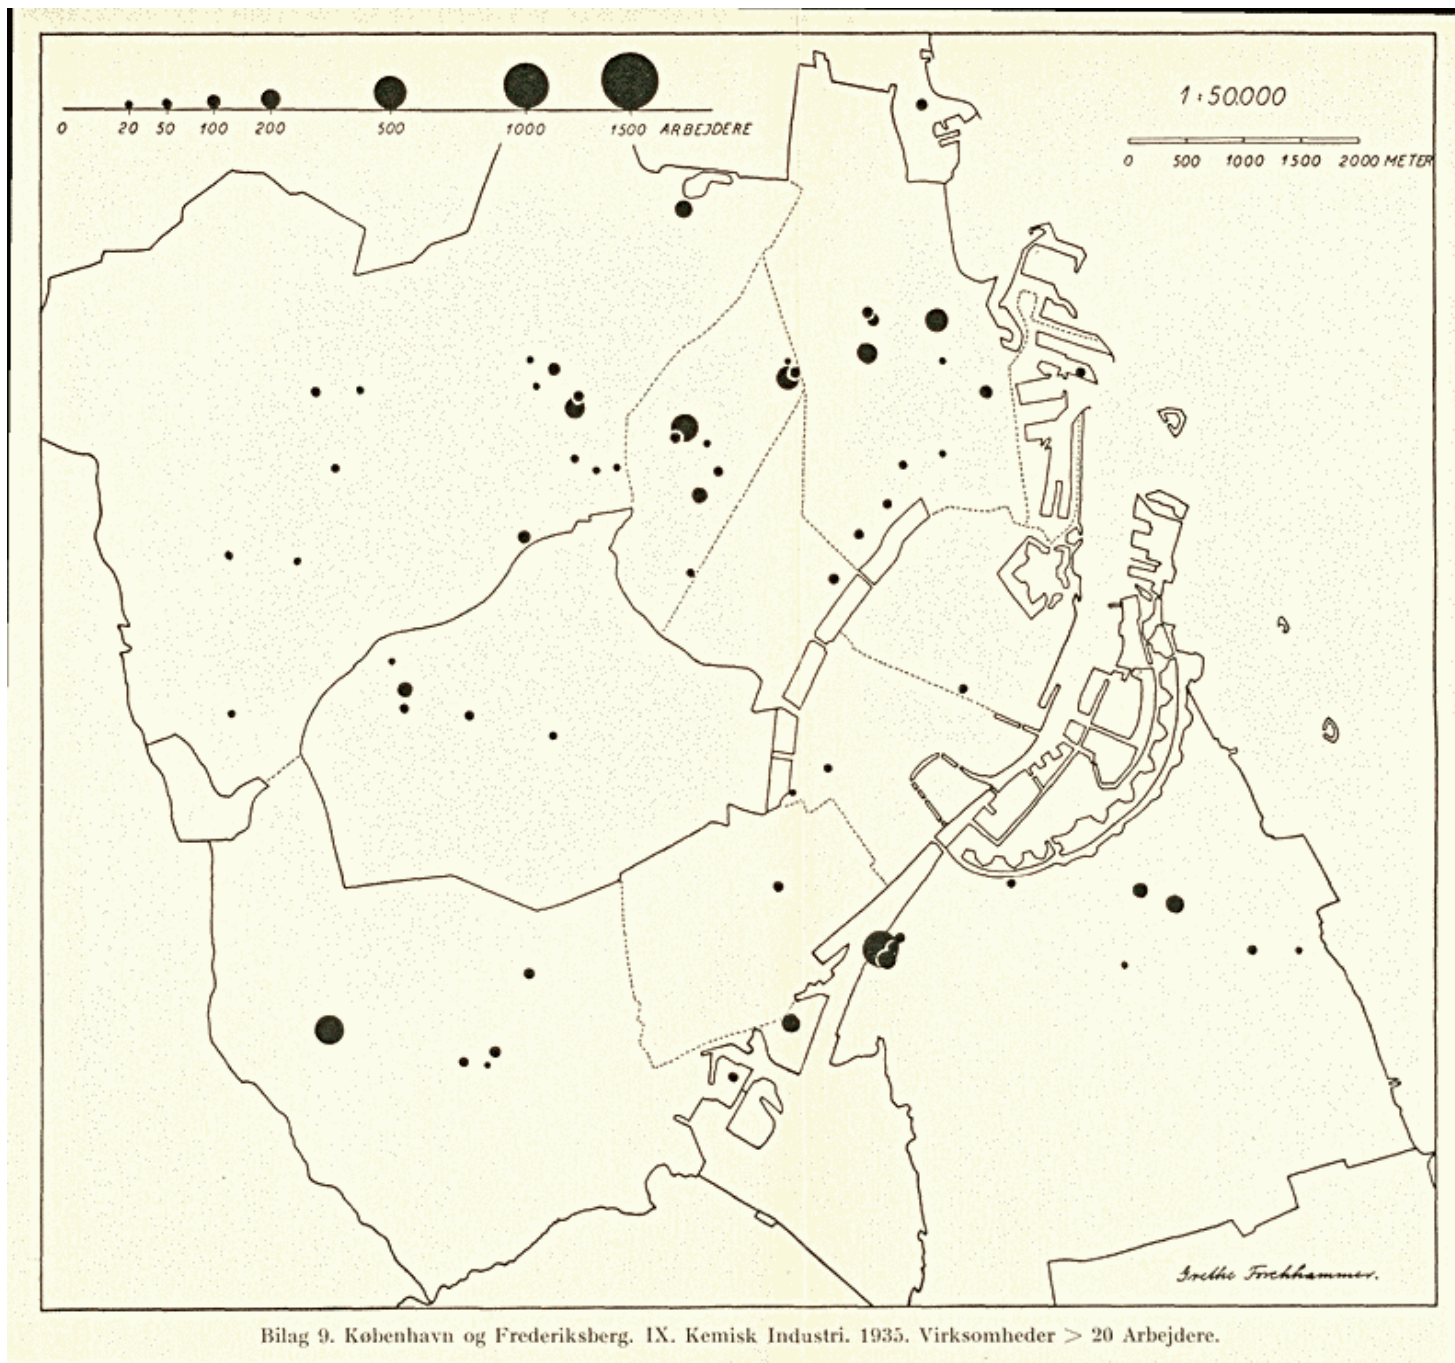 0 20 50 100 200 500 1000 1500 ARBEJDERE
1:50.000
0 500 1000 1500 2000 METER
Grethe Forchhammer.
Bilag 9. København og Frederiksberg. IX. Kemisk Industri. 1935. Virksomheder > 20 Arbejdere.